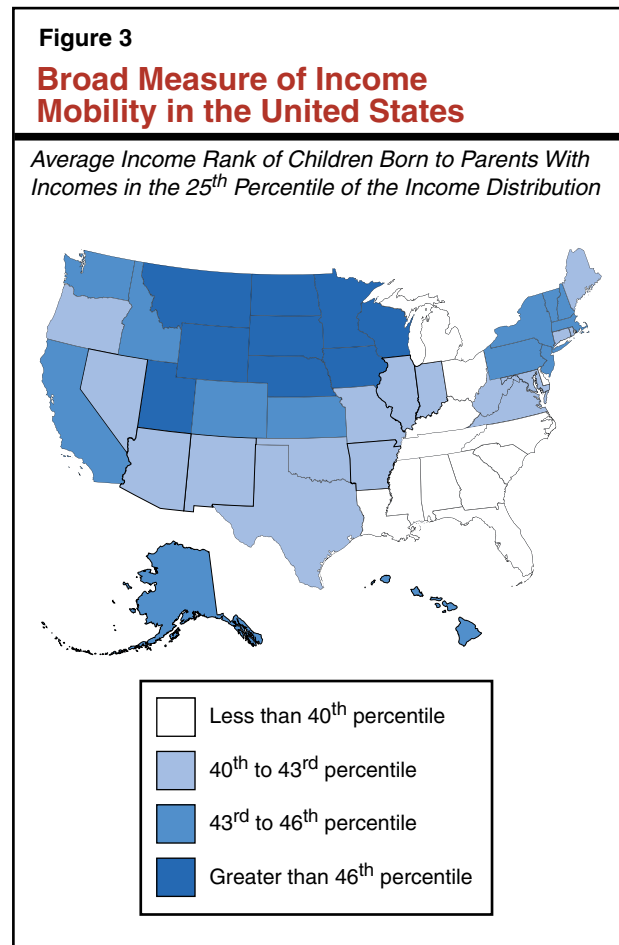 Figure 3
Broad Measure of Income
Mobility in the United States
Average Income Rank of Children Born to Parents With
Incomes in the 25th Percentile of the Income Distribution
Less than 40th percentile
40th to 43rd percentile
43rd to 46th percentile
Greater than 46th percentile